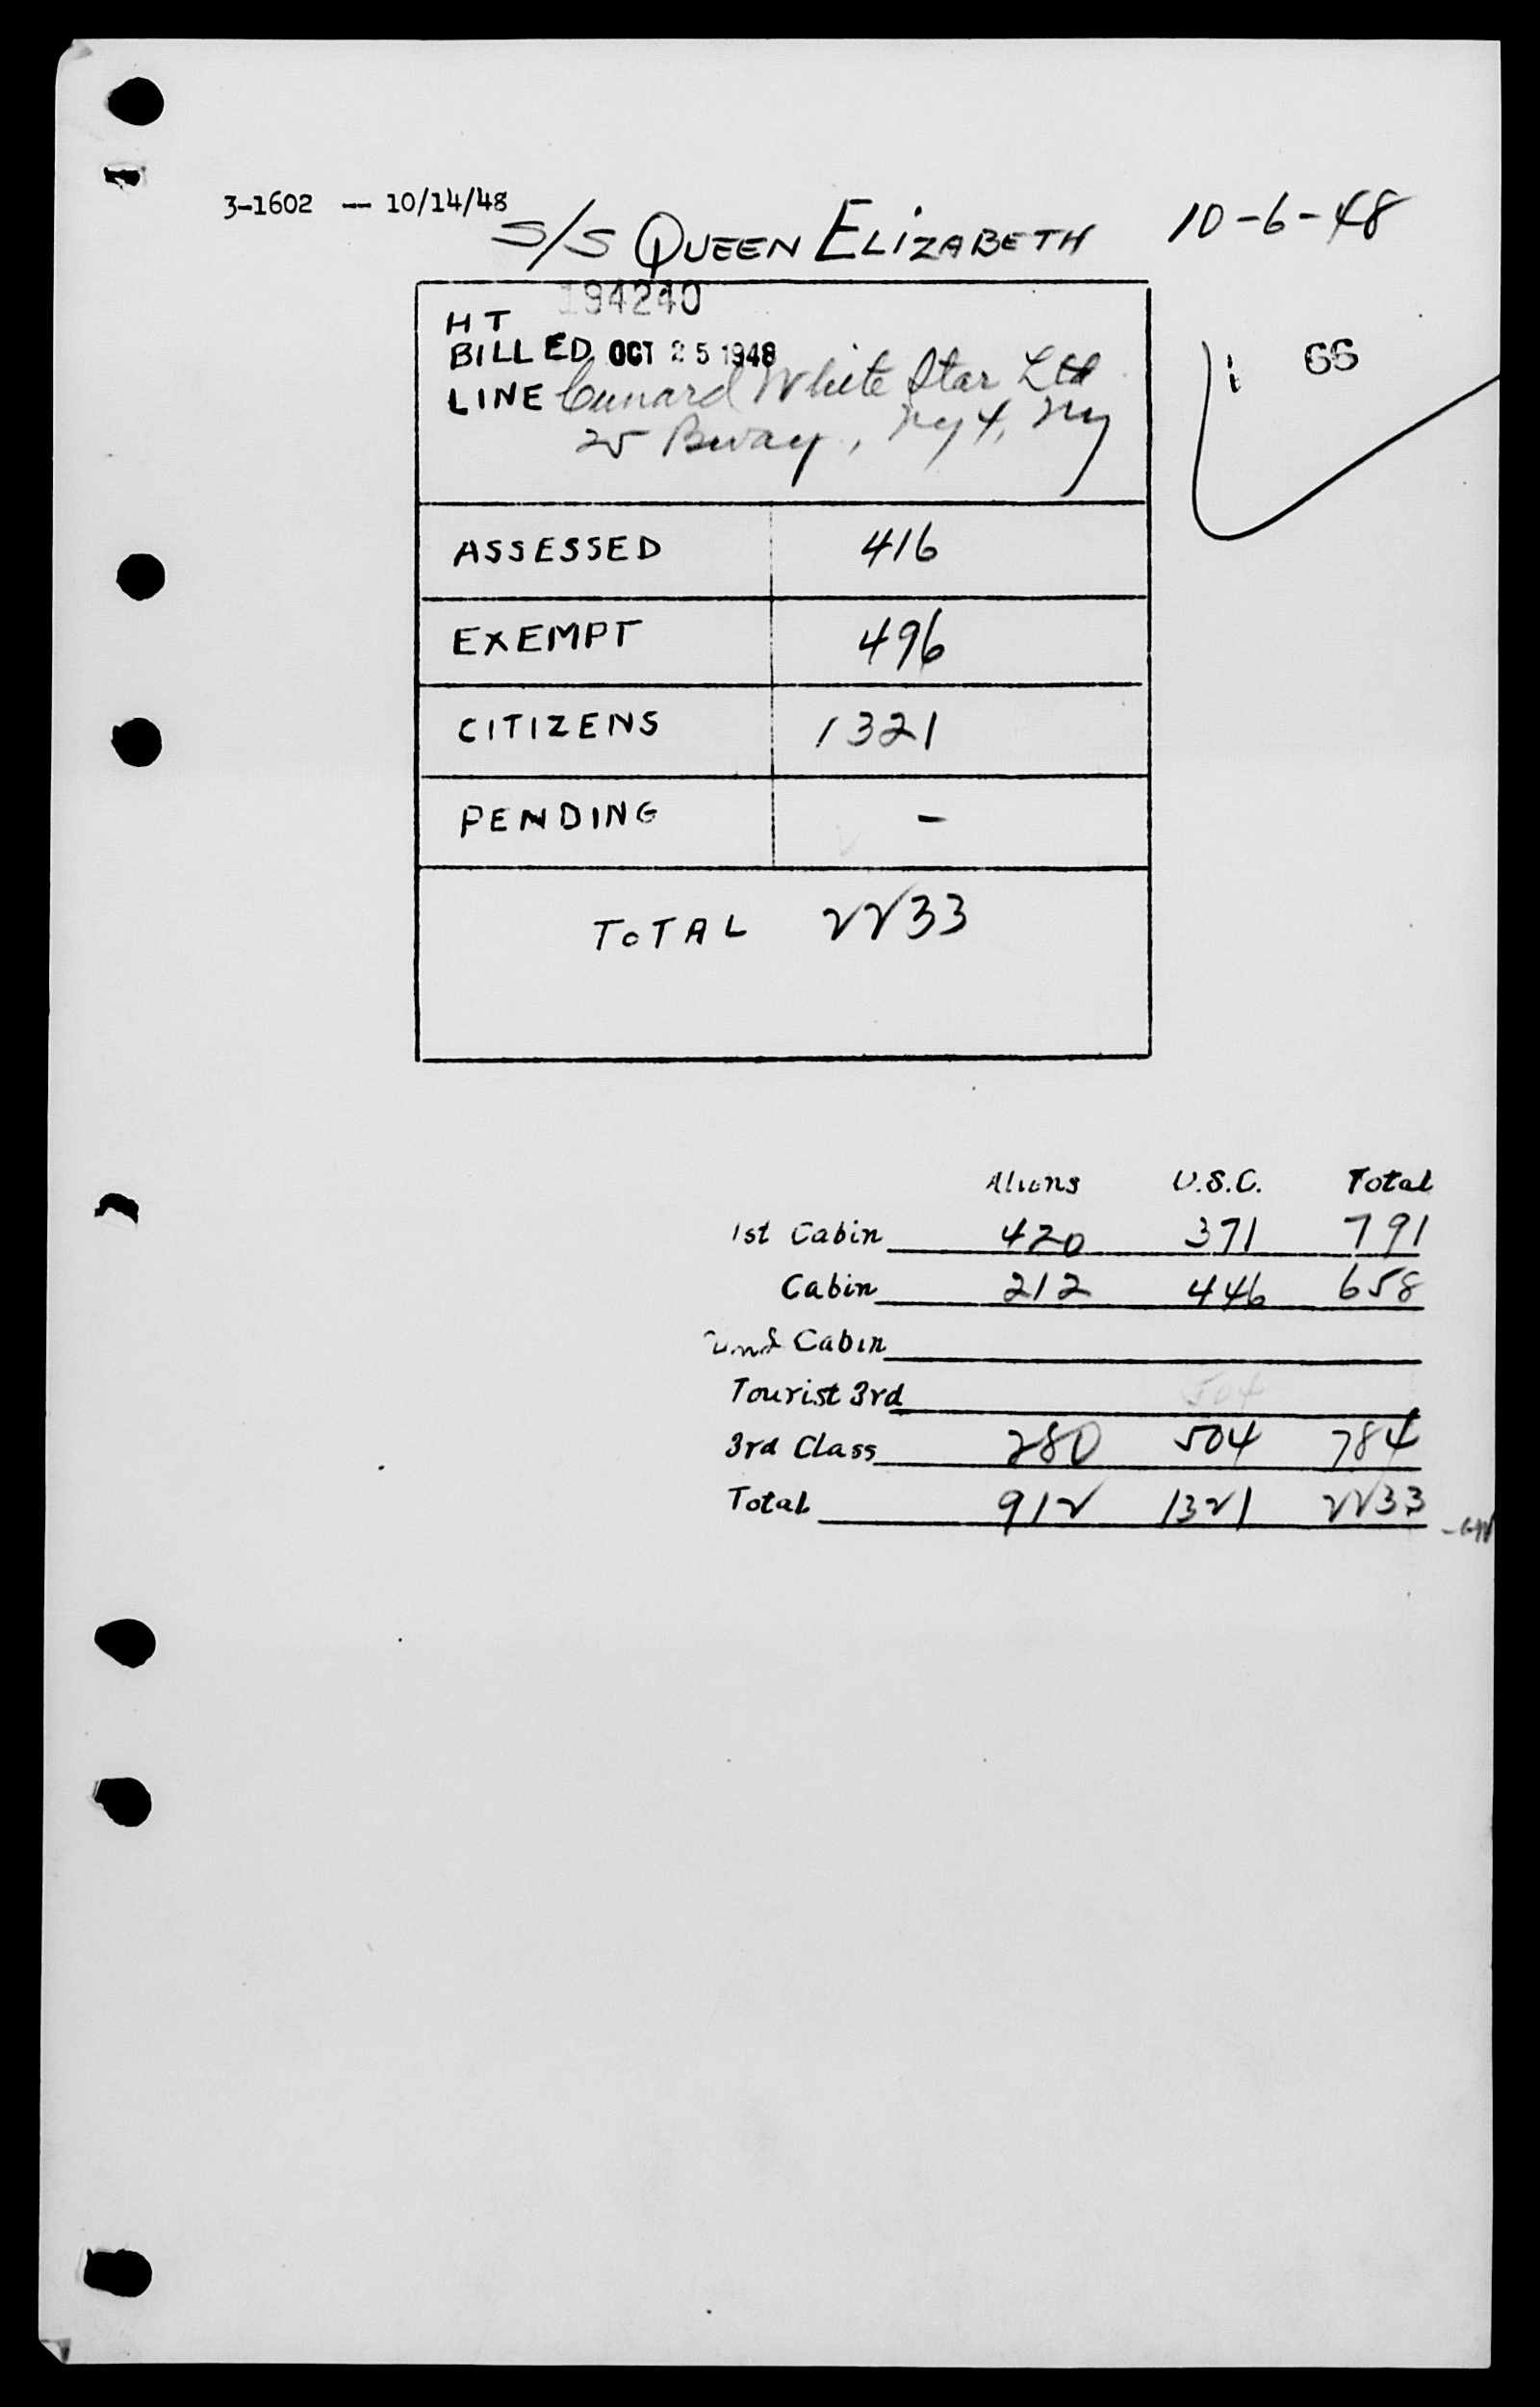 3-1602 -- 10/14/48
S/S QUEEN ELIZABETH 10-6-48
194240
HT
BILLED OCT 25 1948
LINE Cunard White Star Ltd
25 Bway, NY 4, NY
66
ASSESSED 416
EXEMPT 496
CITIZENS 1321
PENDING -
TOTAL 2233
Aliens U.S.C. Total
1st Cabin 420 371 791
Cabin 212 446 658
2nd Cabin
Tourist 3rd 504
3rd Class 280 504 784
Total 912 1321 2233